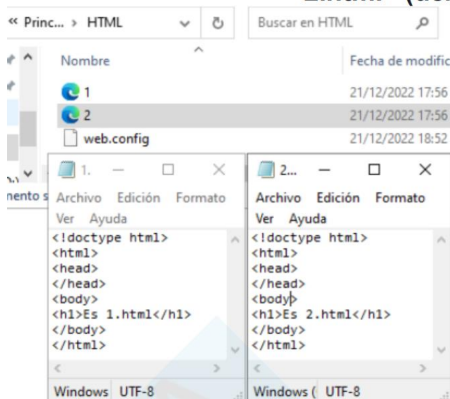 « Princ... > HTML
Buscar en HTML
Nombre
Fecha de modific
1
21/12/2022 17:56
2
21/12/2022 17:56
web.config
21/12/2022 18:52
mento s
1.
Archivo Edición Formato
Ver Ayuda
<!doctype html>
<html>
<head>
</head>
<body>
<h1>Es 1.html</h1>
</body>
</html>
Windows UTF-8
2...
Archivo Edición Formato
Ver Ayuda
<!doctype html>
<html>
<head>
</head>
<body>
<h1>Es 2.html</h1>
</body>
</html>
Windows ( UTF-8